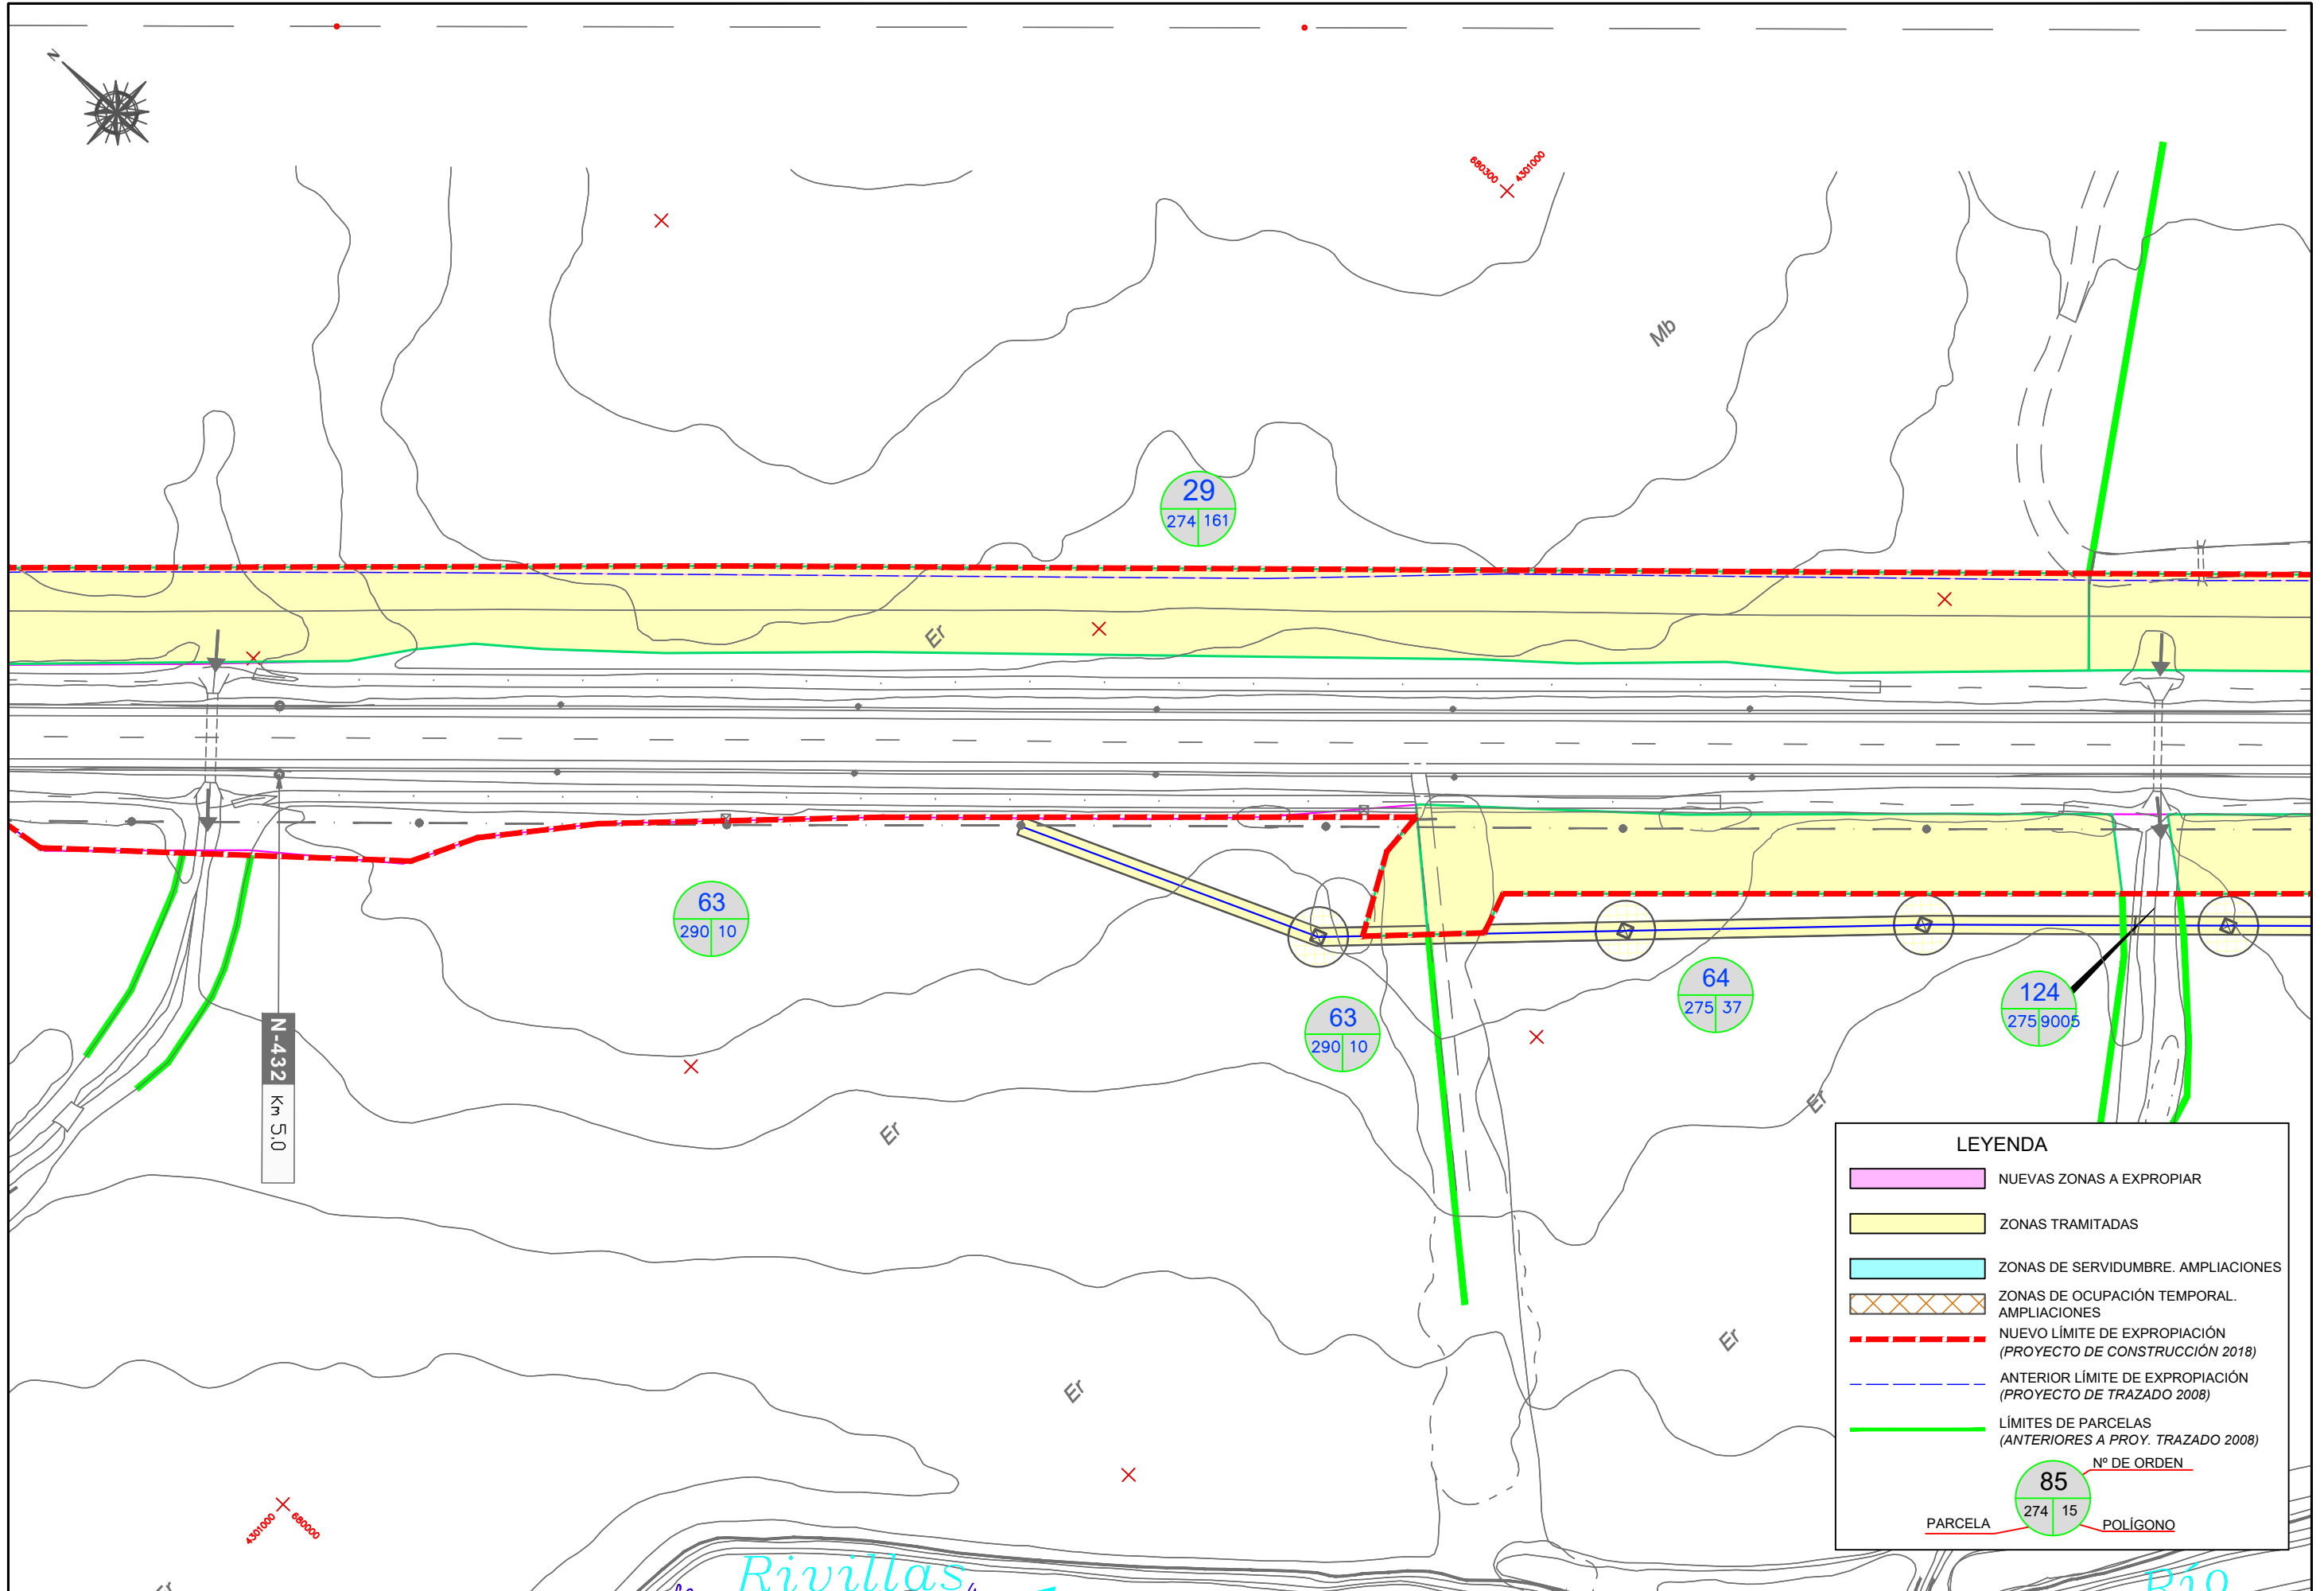 N
680300
4301000
Mb
29
274 161
Er
63
290 10
64
275 37
63
290 10
124
275 9005
N-432 Km 5.0
Er
Er
Er
Er
4301000
680000
Er
Rivillas
Río
LEYENDA
NUEVAS ZONAS A EXPROPIAR
ZONAS TRAMITADAS
ZONAS DE SERVIDUMBRE. AMPLIACIONES
ZONAS DE OCUPACIÓN TEMPORAL.
AMPLIACIONES
NUEVO LÍMITE DE EXPROPIACIÓN
(PROYECTO DE CONSTRUCCIÓN 2018)
ANTERIOR LÍMITE DE EXPROPIACIÓN
(PROYECTO DE TRAZADO 2008)
LÍMITES DE PARCELAS
(ANTERIORES A PROY. TRAZADO 2008)
Nº DE ORDEN
85
274 15
PARCELA
POLÍGONO